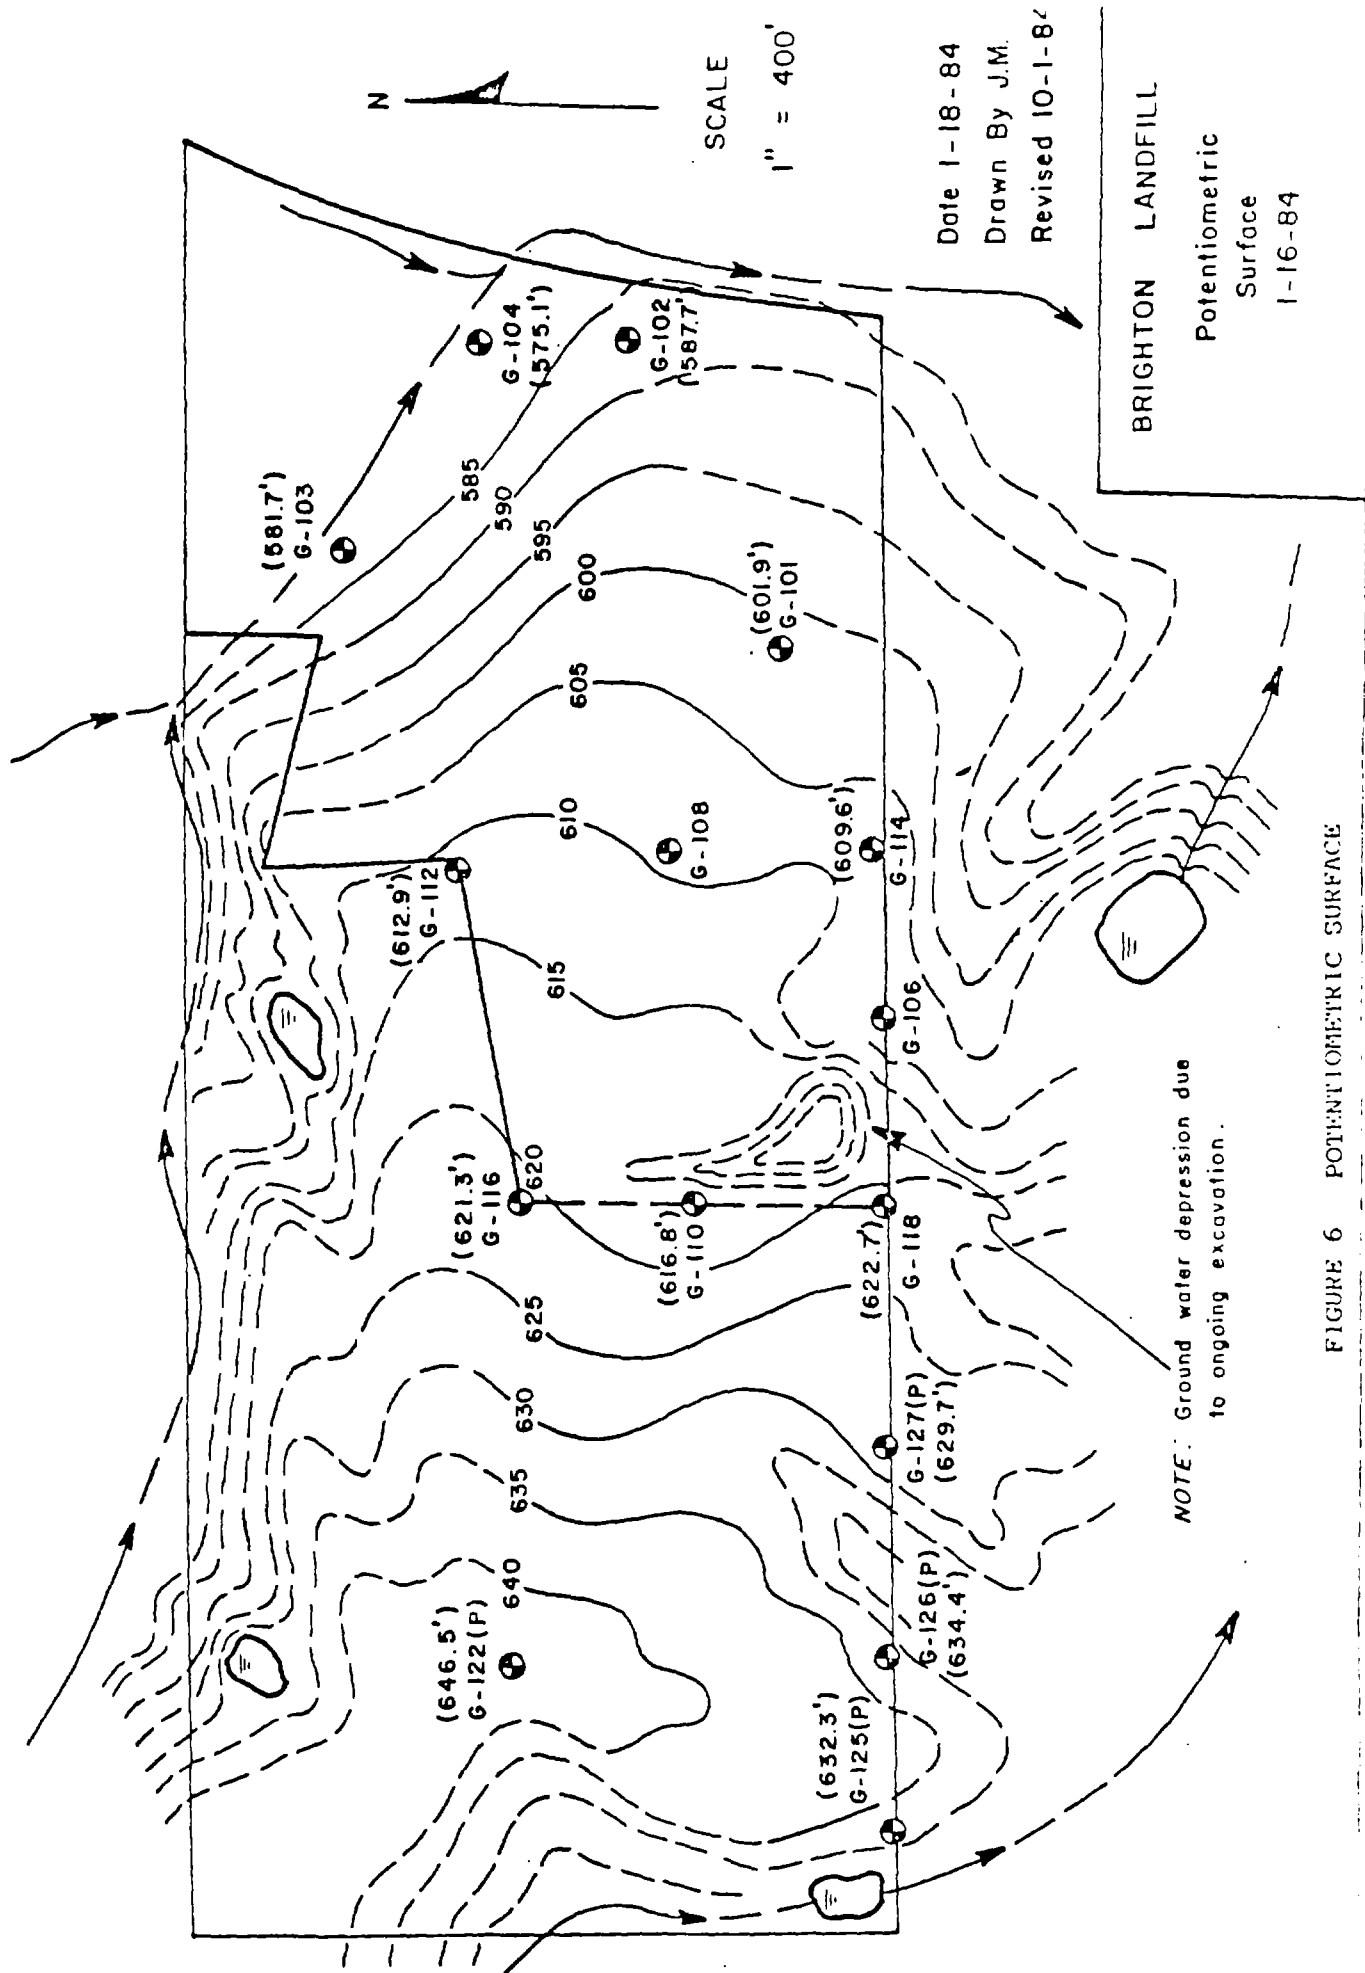 N
SCALE
1" = 400'
Date 1-18-84
Drawn By J.M.
Revised 10-1-84
BRIGHTON LANDFILL
Potentiometric
Surface
1-16-84
(581.7')
G-103
G-104
(575.1')
G-102
(587.7'
585
590
595
600
605
610
615
620
625
630
635
640
(601.9')
G-101
G-108
(609.6')
G-114
(612.9')
G-112
G-106
(621.3')
G-116
(616.8')
G-110
(622.7')
G-118
G-127(P)
(629.7')
G-126(P)
(634.4')
(632.3')
G-125(P)
(646.5')
G-122(P)
NOTE: Ground water depression due
to ongoing excavation.
FIGURE 6 POTENTIOMETRIC SURFACE